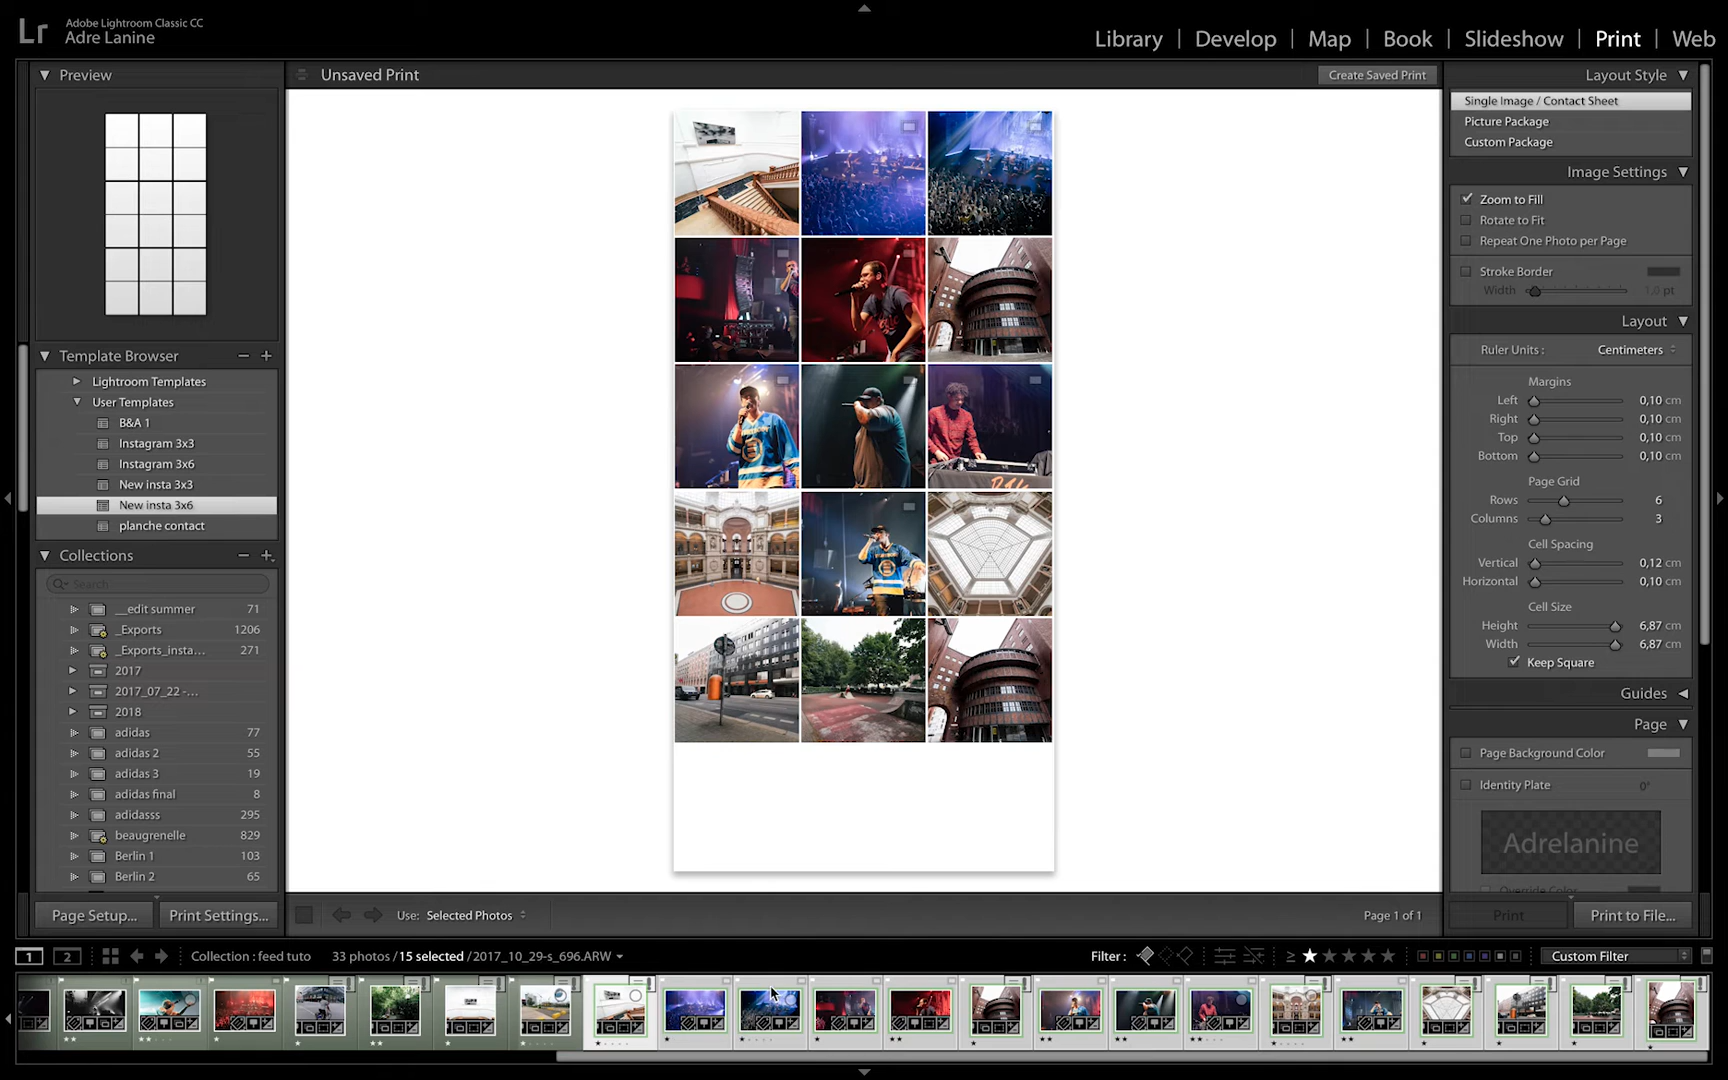 Lr
Adobe Lightroom Classic CC
Adre Lanine
Library | Develop | Map | Book | Slideshow | Print | Web
Preview
Unsaved Print
Create Saved Print
Layout Style
Single Image / Contact Sheet
Picture Package
Custom Package
Image Settings
Zoom to Fill
Rotate to Fit
Repeat One Photo per Page
Stroke Border
Width 1,0 pt
Layout
Ruler Units : Centimeters
Margins
Left 0,10 cm
Right 0,10 cm
Top 0,10 cm
Bottom 0,10 cm
Page Grid
Rows 6
Columns 3
Cell Spacing
Vertical 0,12 cm
Horizontal 0,10 cm
Cell Size
Height 6,87 cm
Width 6,87 cm
Keep Square
Guides
Page
Page Background Color
Identity Plate 0°
Adrelanine
Override Color
Template Browser
Lightroom Templates
User Templates
B&A 1
Instagram 3x3
Instagram 3x6
New insta 3x3
New insta 3x6
planche contact
Collections
Search
__edit summer 71
_Exports 1206
_Exports_insta... 271
2017
2017_07_22 -...
2018
adidas 77
adidas 2 55
adidas 3 19
adidas final 8
adidasss 295
beaugrenelle 829
Berlin 1 103
Berlin 2 65
Page Setup... Print Settings...
Use: Selected Photos
Page 1 of 1
Print Print to File...
1 2 Collection : feed tuto 33 photos / 15 selected / 2017_10_29-s_696.ARW
Filter : ≥ Custom Filter